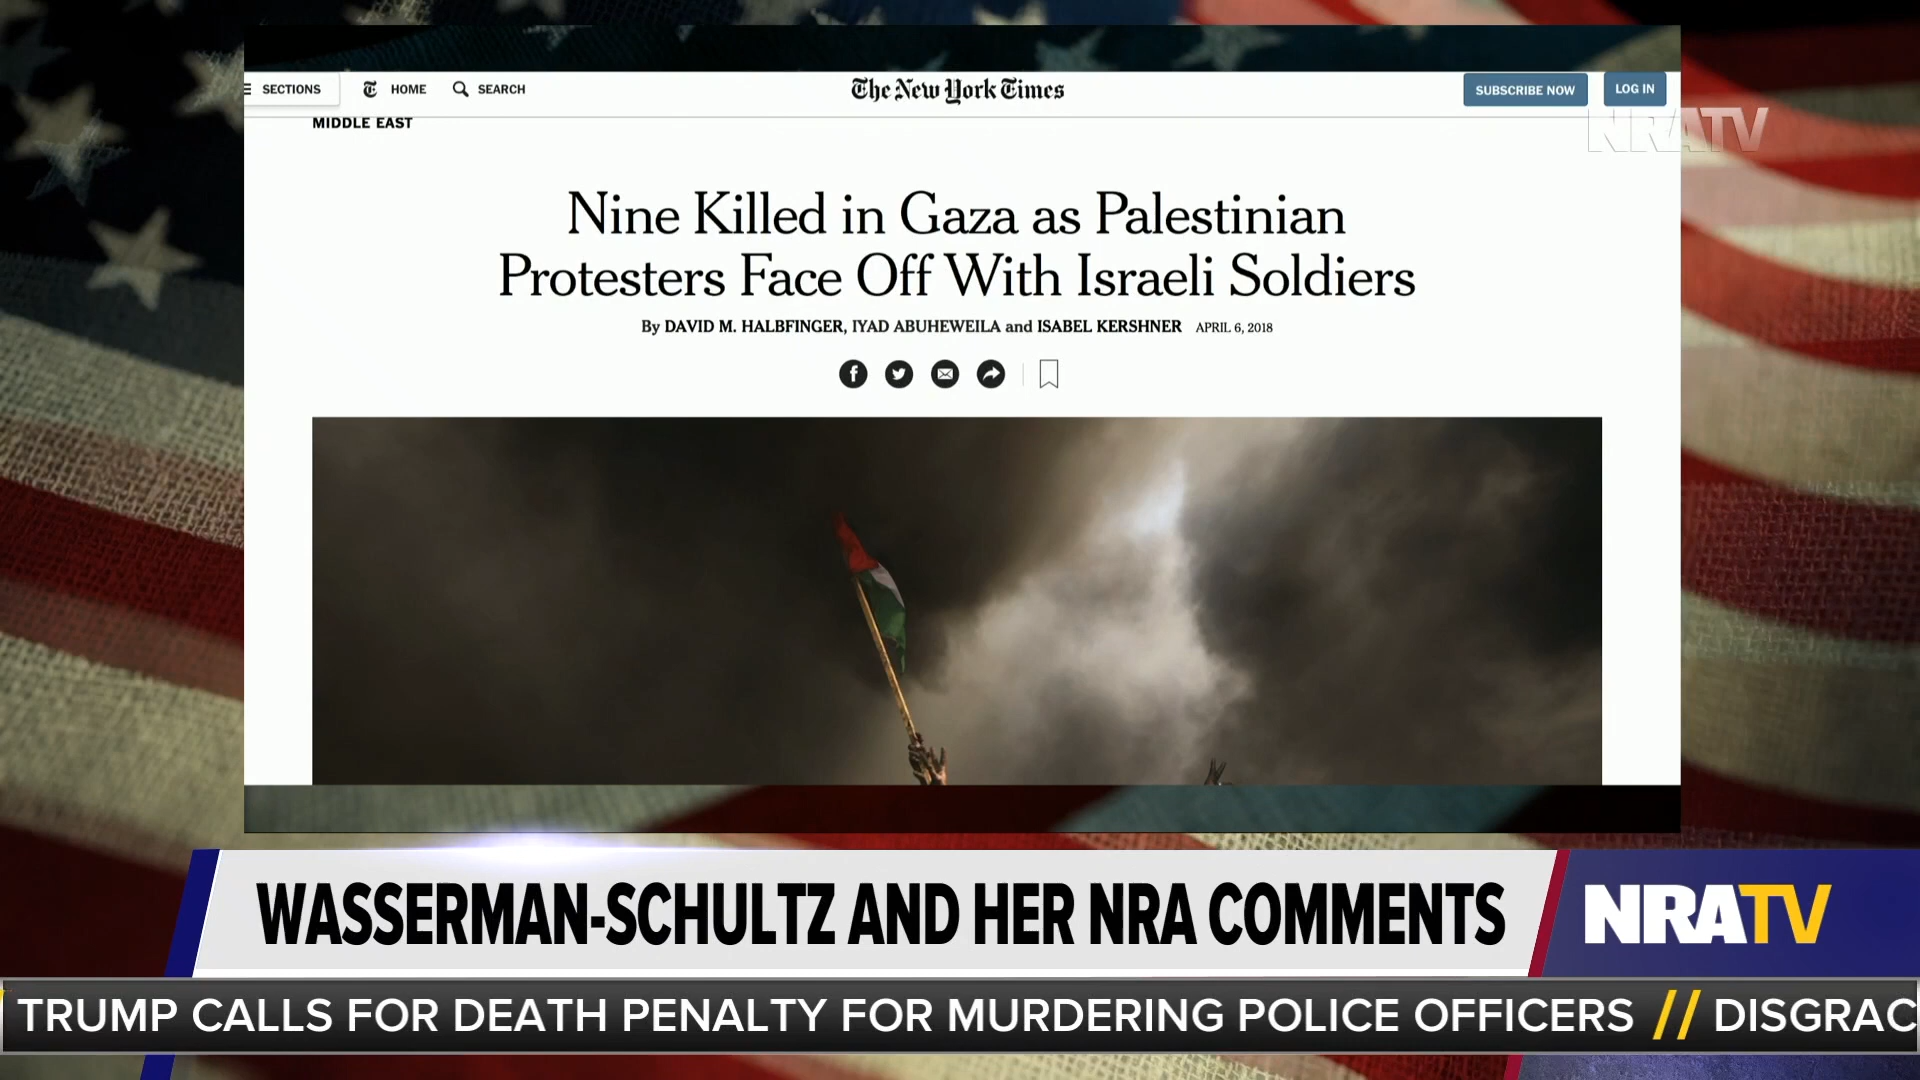 SECTIONS
HOME
SEARCH
The New York Times
SUBSCRIBE NOW
LOG IN
MIDDLE EAST
NRATV
Nine Killed in Gaza as Palestinian
Protesters Face Off With Israeli Soldiers
By DAVID M. HALBFINGER, IYAD ABUHEWEILA and ISABEL KERSHNER APRIL 6, 2018
WASSERMAN-SCHULTZ AND HER NRA COMMENTS
NRATV
TRUMP CALLS FOR DEATH PENALTY FOR MURDERING POLICE OFFICERS // DISGRAC